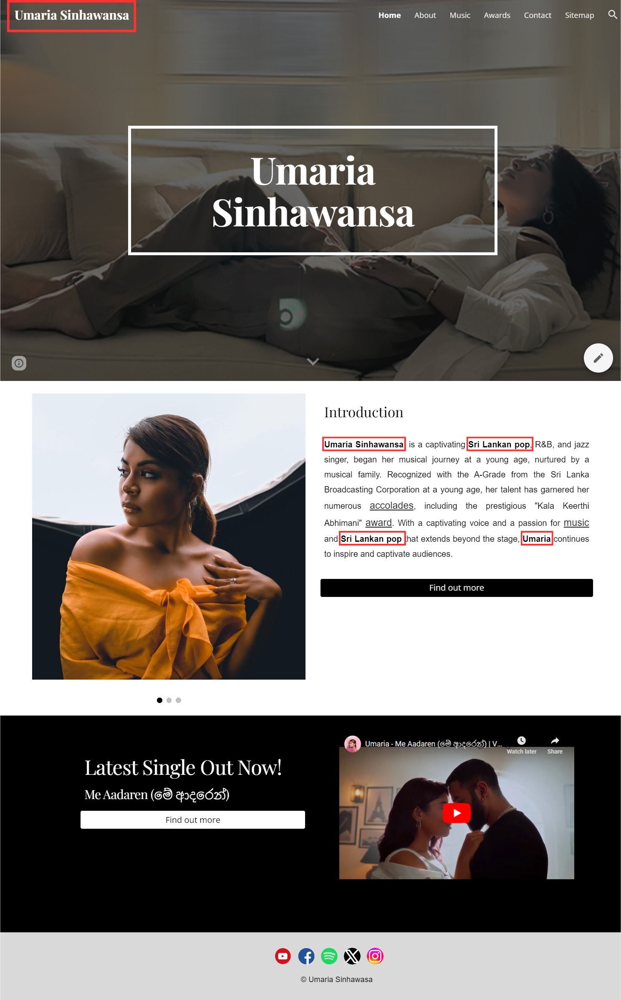 Umaria Sinhawansa
Home About Music Awards Contact Sitemap
Umaria
Sinhawansa
Introduction
Umaria Sinhawansa is a captivating Sri Lankan pop, R&B, and jazz
singer, began her musical journey at a young age, nurtured by a
musical family. Recognized with the A-Grade from the Sri Lanka
Broadcasting Corporation at a young age, her talent has garnered her
numerous accolades, including the prestigious "Kala Keerthi
Abhimani" award. With a captivating voice and a passion for music
and Sri Lankan pop that extends beyond the stage, Umaria continues
to inspire and captivate audiences.
Find out more
Latest Single Out Now!
Me Aadaren (මේ ආදරෙන්)
Find out more
Umaria - Me Aadaren (මේ ආදරෙන්) | V...
Watch later Share
© Umaria Sinhawasa